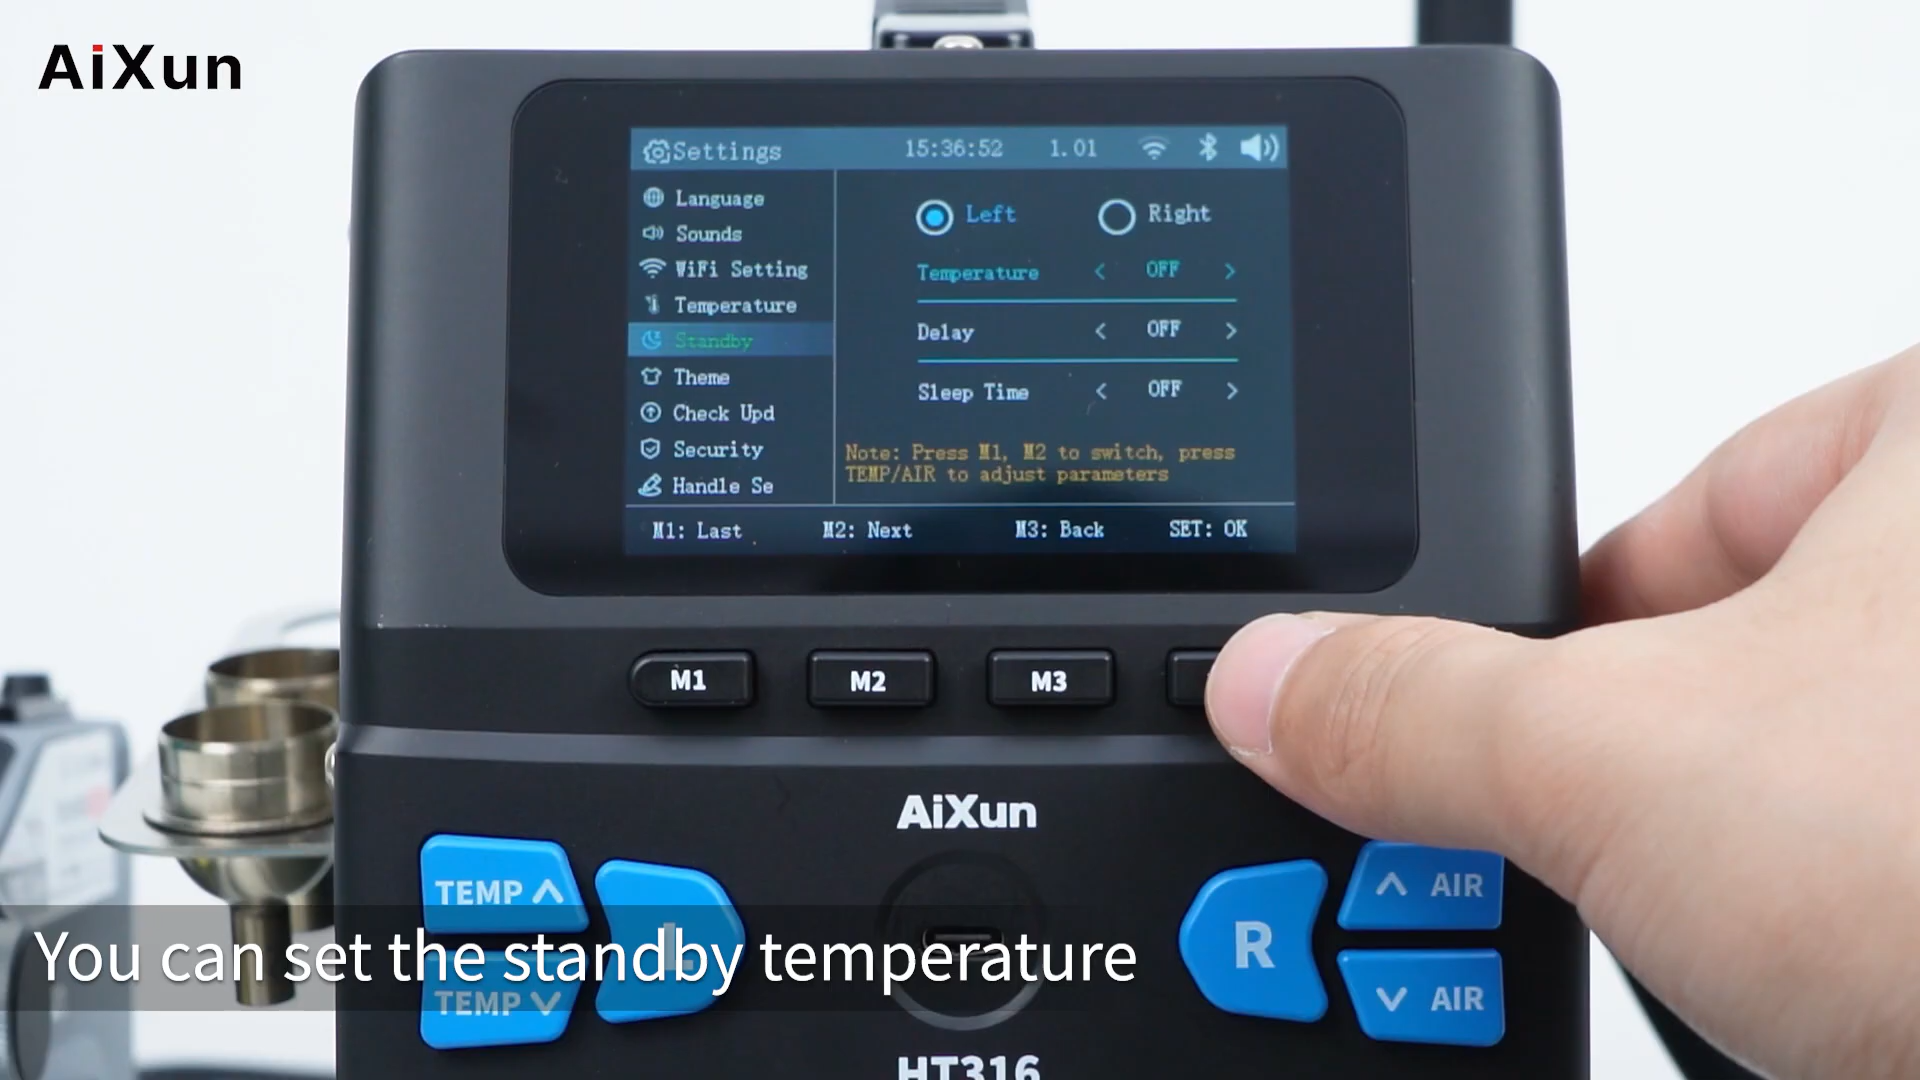 AiXun
Settings 15:36:52 1.01
Language
Sounds
WiFi Setting
Temperature
Standby
Theme
Check Upd
Security
Handle Se
Left Right
Temperature < OFF >
Delay < OFF >
Sleep Time < OFF >
Note: Press M1, M2 to switch, press
TEMP/AIR to adjust parameters
M1: Last M2: Next M3: Back SET: OK
M1 M2 M3
AiXun
TEMP
L
R
AIR
You can set the standby temperature
TEMP
AIR
HT316